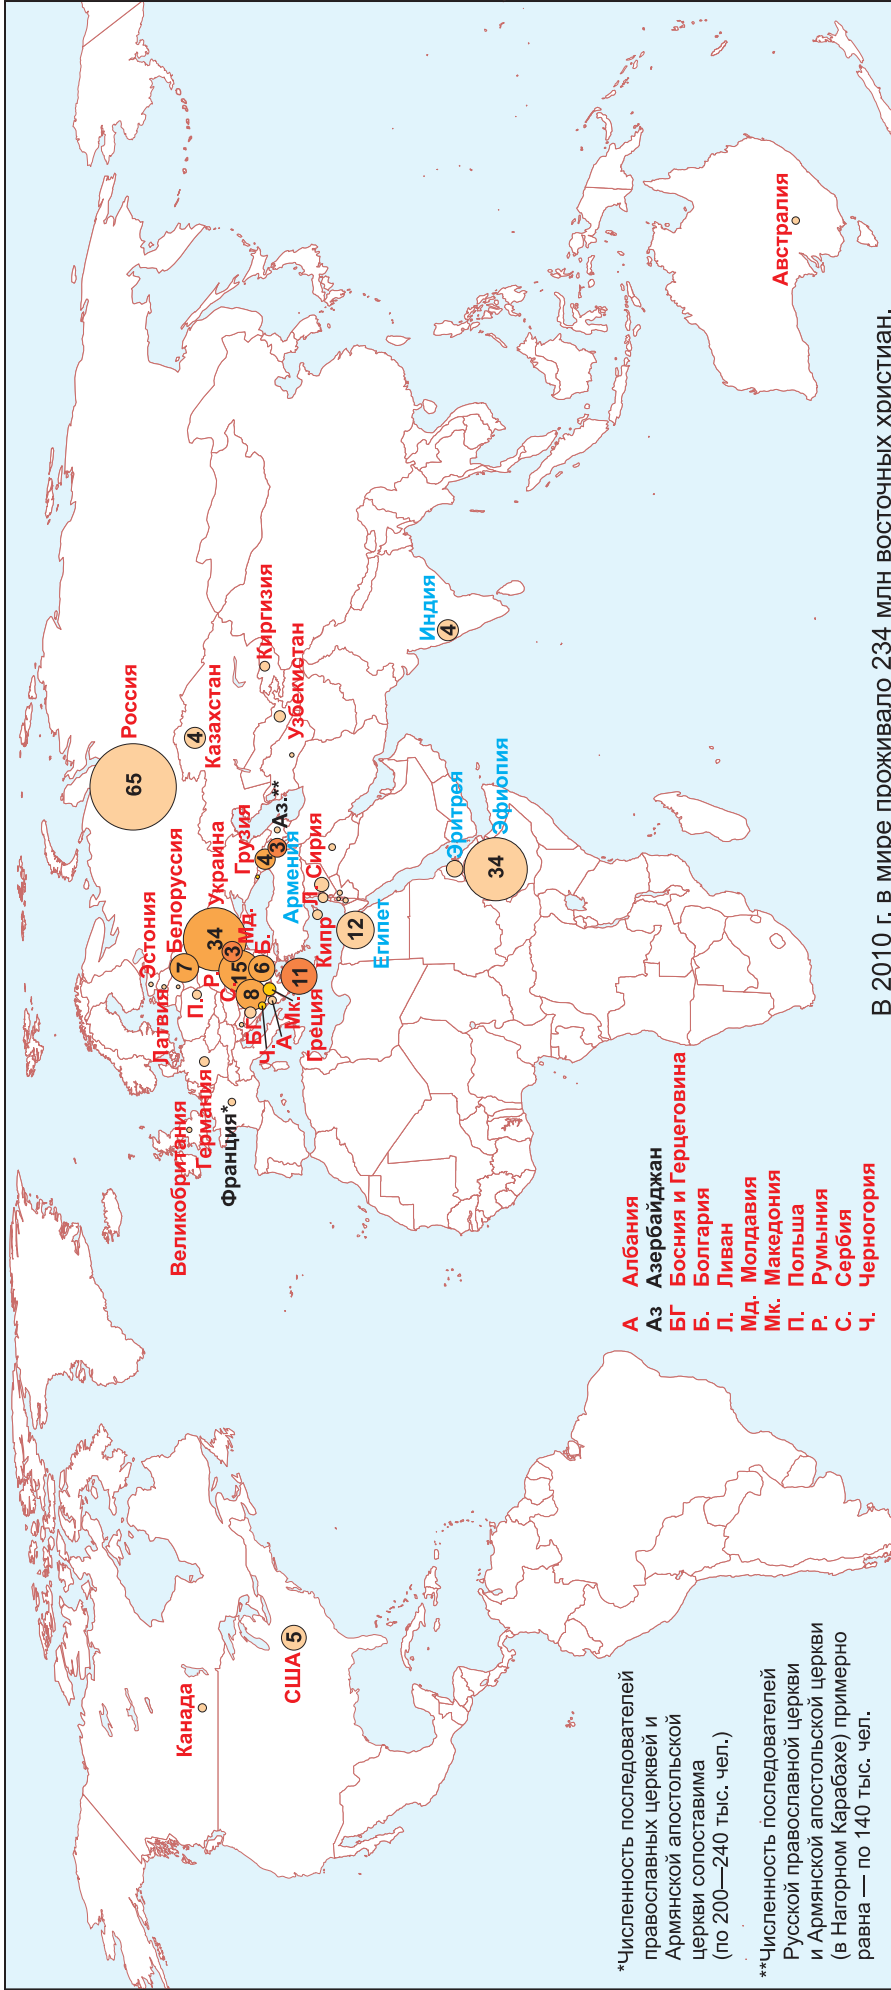 Россия
65
Казахстан
4
Киргизия
Узбекистан
Индия
4
Австралия
Эстония
Латвия
Белоруссия
7
Украина
34
П.
Р.
15
Мд.
3
Б.
6
С.
8
БГ
Ч.
А
Мк.
Греция
11
Грузия
4
3
Аз.**
Армения
Л.
Сирия
Кипр
Египет
12
Эритрея
Эфиопия
34
Великобритания
Германия
Франция*
Канада
США
5
А Албания
Аз Азербайджан
БГ Босния и Герцеговина
Б. Болгария
Л. Ливан
Мд. Молдавия
Мк. Македония
П. Польша
Р. Румыния
С. Сербия
Ч. Черногория
*Численность последователей
православных церквей и
Армянской апостольской
церкви сопоставима
(по 200—240 тыс. чел.)
**Численность последователей
Русской православной церкви
и Армянской апостольской церкви
(в Нагорном Карабахе) примерно
равна — по 140 тыс. чел.
В 2010 г. в мире проживало 234 млн восточных христиан.